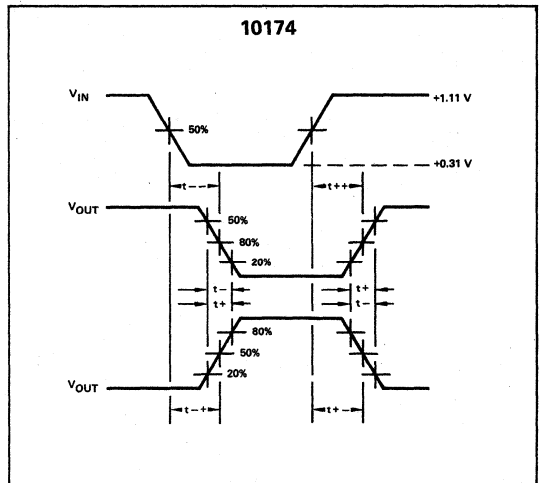 10174
VIN
+1.11 V
50%
+0.31 V
t--
t++
VOUT
50%
80%
20%
t-
t+
t+
t-
80%
50%
20%
VOUT
t-+
t+-